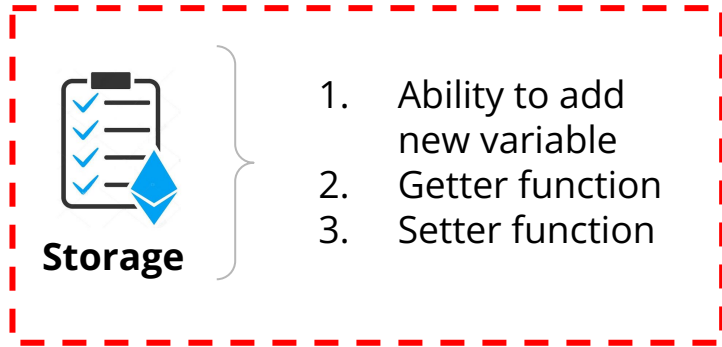 1. Ability to add
new variable
2. Getter function
3. Setter function
Storage